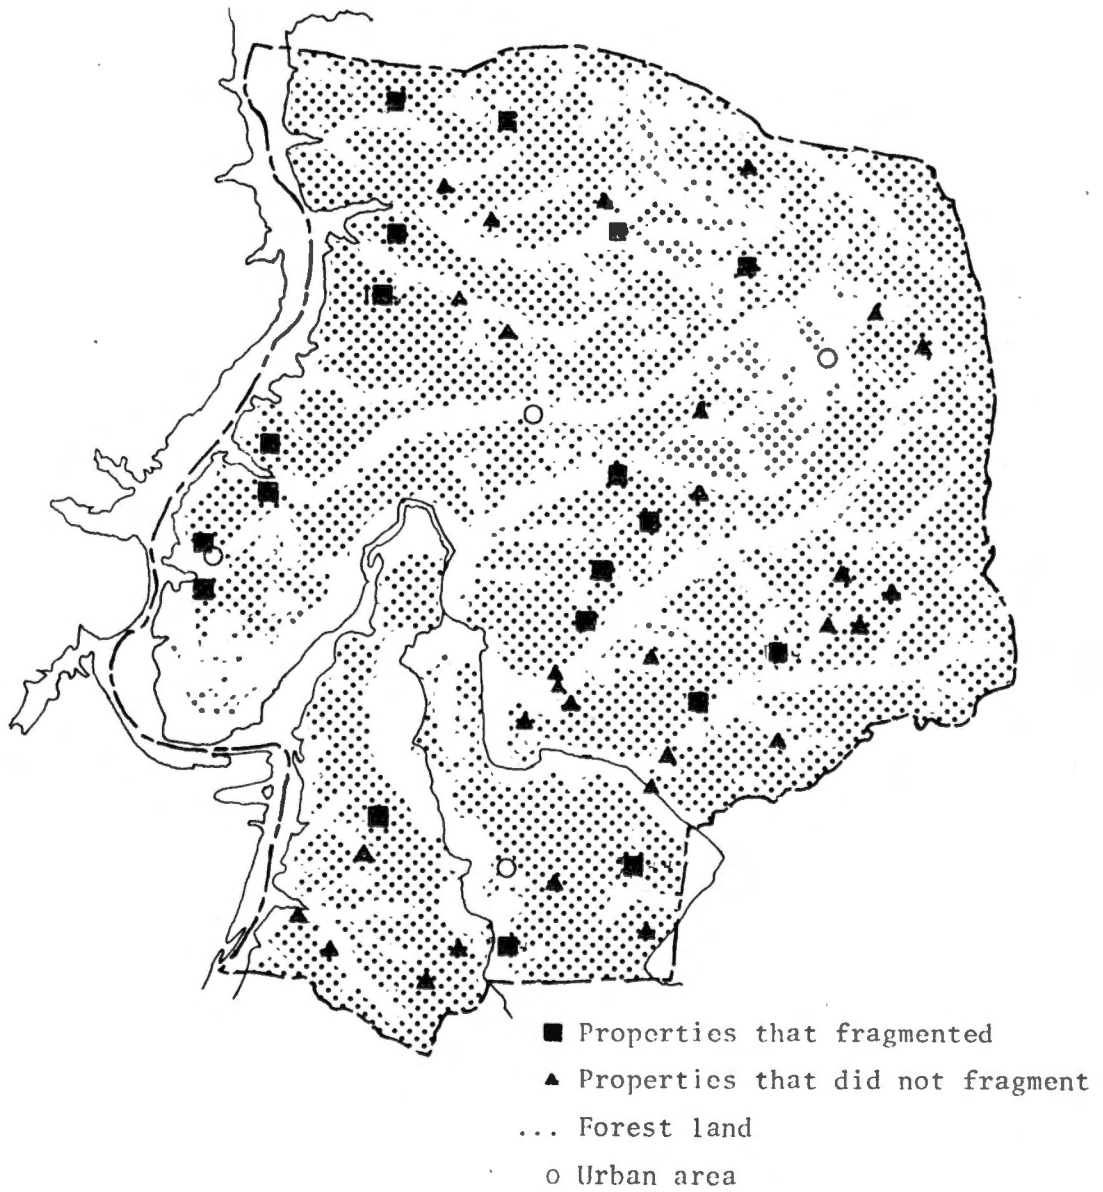 Properties that fragmented
Properties that did not fragment
... Forest land
o Urban area